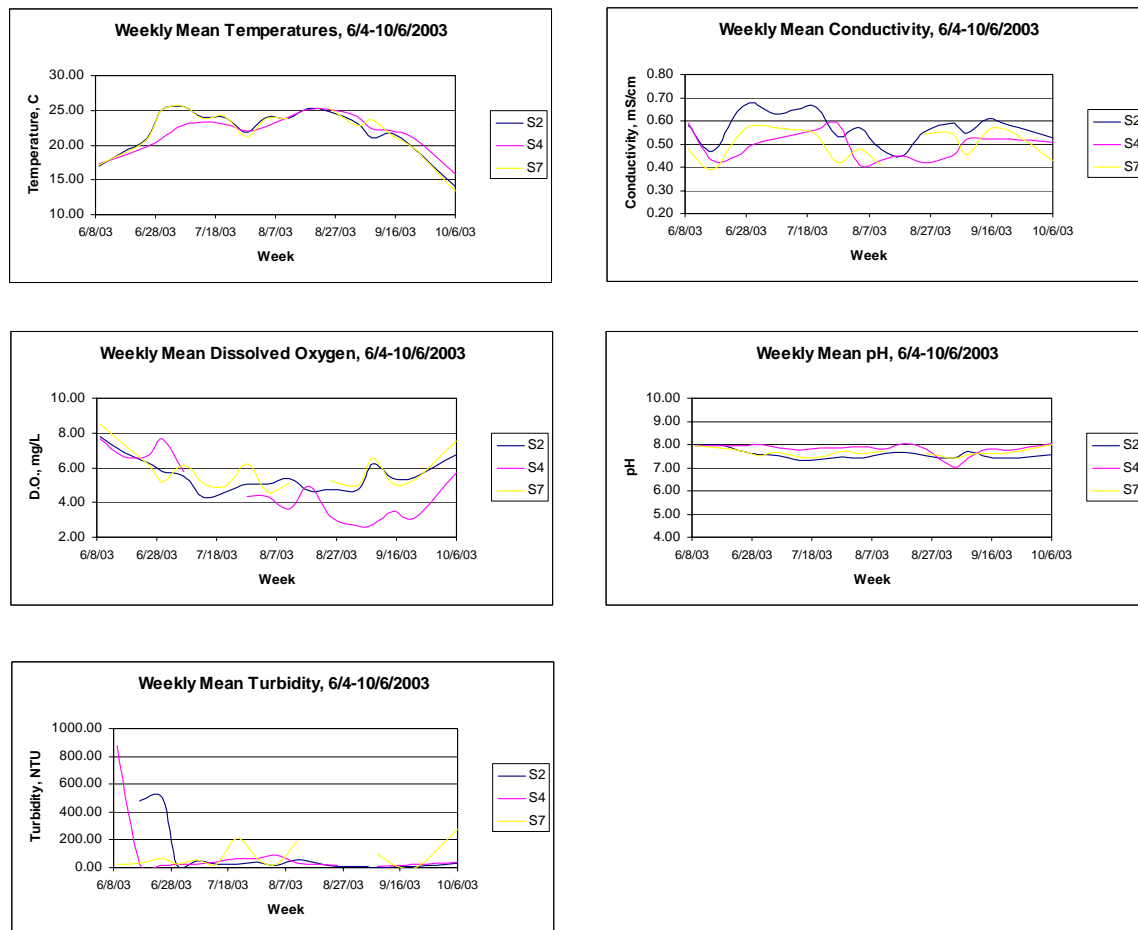 Weekly Mean Temperatures, 6/4-10/6/2003
30.00
25.00
20.00
15.00
10.00
Temperature, C
6/8/03 6/28/03 7/18/03 8/7/03 8/27/03 9/16/03 10/6/03
Week
S2
S4
S7
Weekly Mean Conductivity, 6/4-10/6/2003
0.80
0.70
0.60
0.50
0.40
0.30
0.20
Conductivity, mS/cm
6/8/03 6/28/03 7/18/03 8/7/03 8/27/03 9/16/03 10/6/03
Week
S2
S4
S7
Weekly Mean Dissolved Oxygen, 6/4-10/6/2003
10.00
8.00
6.00
4.00
2.00
D.O., mg/L
6/8/03 6/28/03 7/18/03 8/7/03 8/27/03 9/16/03 10/6/03
Week
S2
S4
S7
Weekly Mean pH, 6/4-10/6/2003
10.00
9.00
8.00
7.00
6.00
5.00
4.00
pH
6/8/03 6/28/03 7/18/03 8/7/03 8/27/03 9/16/03 10/6/03
Week
S2
S4
S7
Weekly Mean Turbidity, 6/4-10/6/2003
1000.00
800.00
600.00
400.00
200.00
0.00
Turbidity, NTU
6/8/03 6/28/03 7/18/03 8/7/03 8/27/03 9/16/03 10/6/03
Week
S2
S4
S7